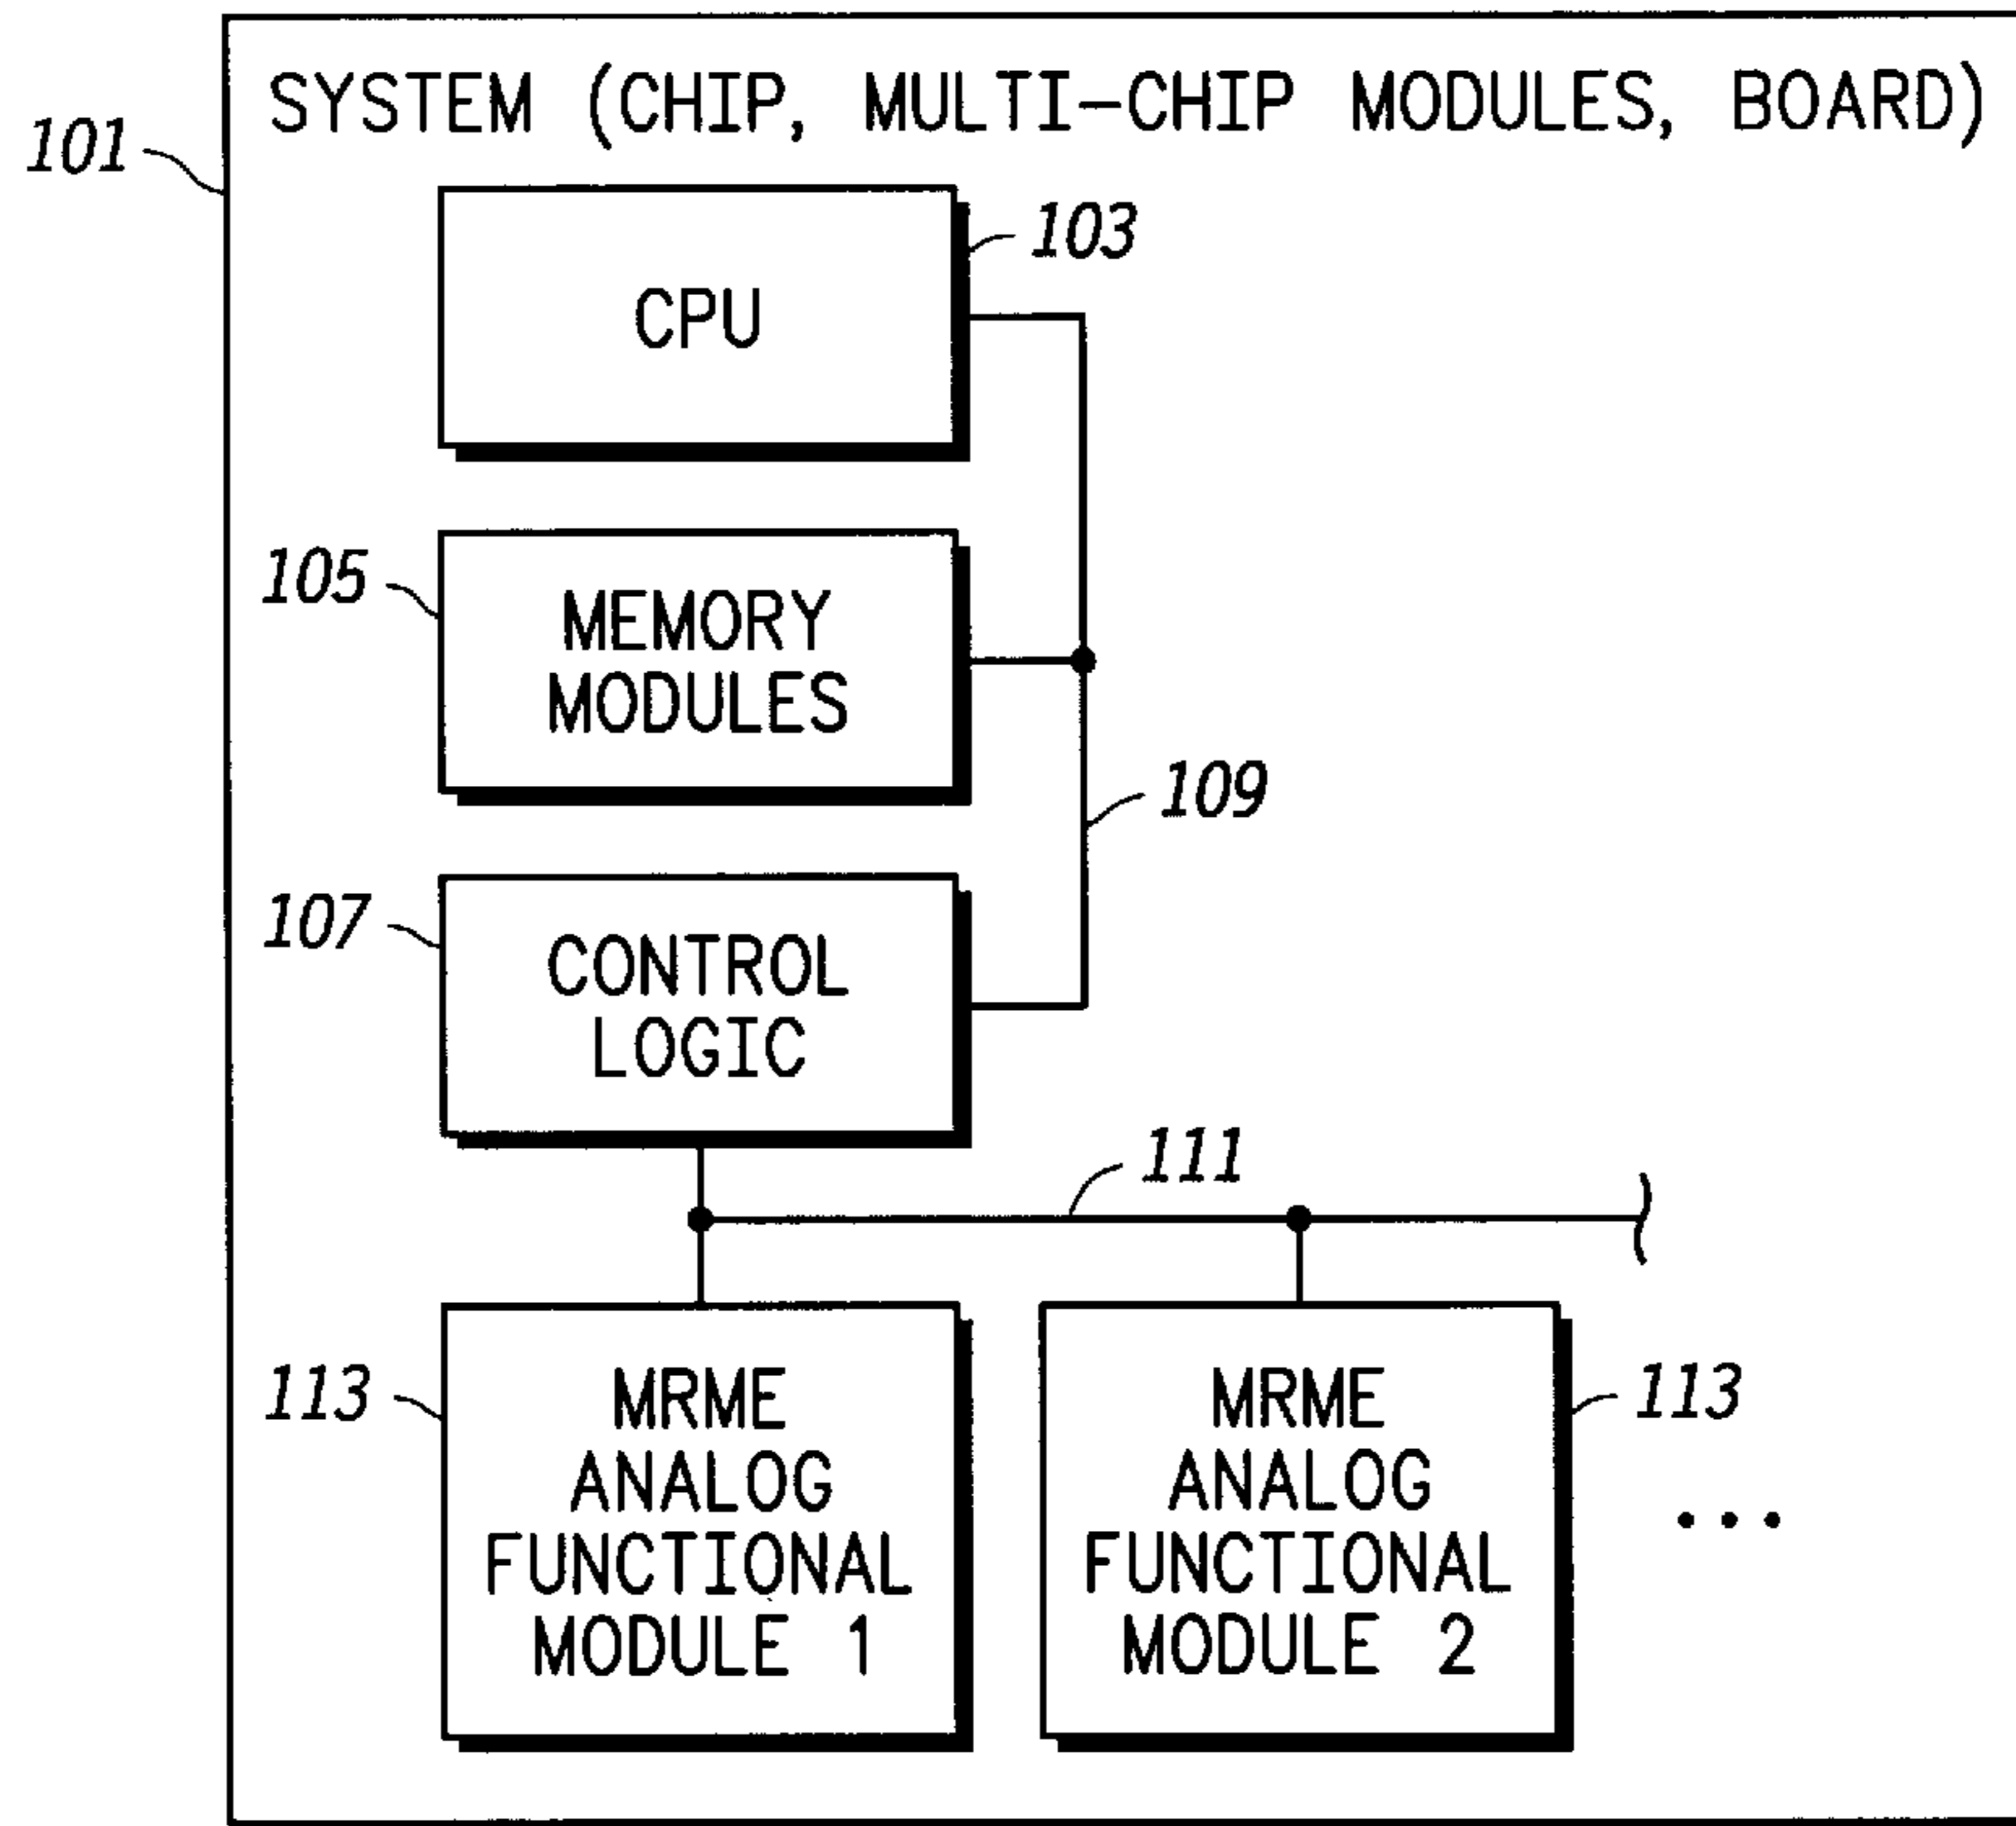 SYSTEM (CHIP, MULTI-CHIP MODULES, BOARD)
101
103
CPU
105
MEMORY
MODULES
109
107
CONTROL
LOGIC
111
113
MRME
ANALOG
FUNCTIONAL
MODULE 1
MRME
ANALOG
FUNCTIONAL
MODULE 2
113
...